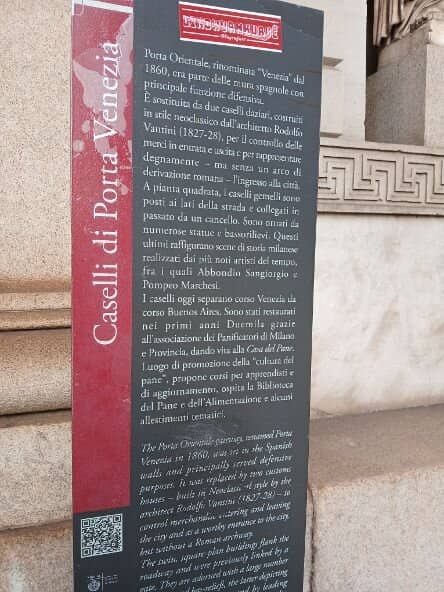 Caselli di Porta Venezia
Porta Orientale, rinominata "Venezia" dal
1860, era parte delle mura spagnole con
principale funzione difensiva.
È sostituita da due caselli daziari, costruiti
in stile neoclassico dall'architetto Rodolfo
Vantini (1827-28), per il controllo delle
merci in entrata e uscita e per rappresentare
degnamente – ma senza un arco di
derivazione romana – l'ingresso alla città.
A pianta quadrata, i caselli gemelli sono
posti ai lati della strada e collegati in
passato da un cancello. Sono ornati da
numerose statue e bassorilievi. Questi
ultimi raffigurano scene di storia milanese
realizzati dai più noti artisti del tempo,
fra i quali Abbondio Sangiorgio e
Pompeo Marchesi.
I caselli oggi separano corso Venezia da
corso Buenos Aires. Sono stati restaurati
nei primi anni Duemila grazie
all'associazione dei Panificatori di Milano
e Provincia, dando vita alla Casa del Pane.
Luogo di promozione della "cultura del
pane", propone corsi per apprendisti e
di aggiornamento, ospita la Biblioteca
del Pane e dell'Alimentazione e alcuni
allestimenti tematici.
The Porta Orientale gateway, renamed Porta
Venezia in 1860, was set in the Spanish
walls and principally served defensive
purposes. It was replaced by two customs
houses – built in Neoclassical style by the
architect Rodolfo Vantini (1827-28) – to
control merchandise entering and leaving
the city and as a worthy entrance to the city,
but without a Roman archway.
The twin, square-plan buildings flank the
roadway and were previously linked by a
gate. They are adorned with a large number
and bas-reliefs, the latter depicting
by leading